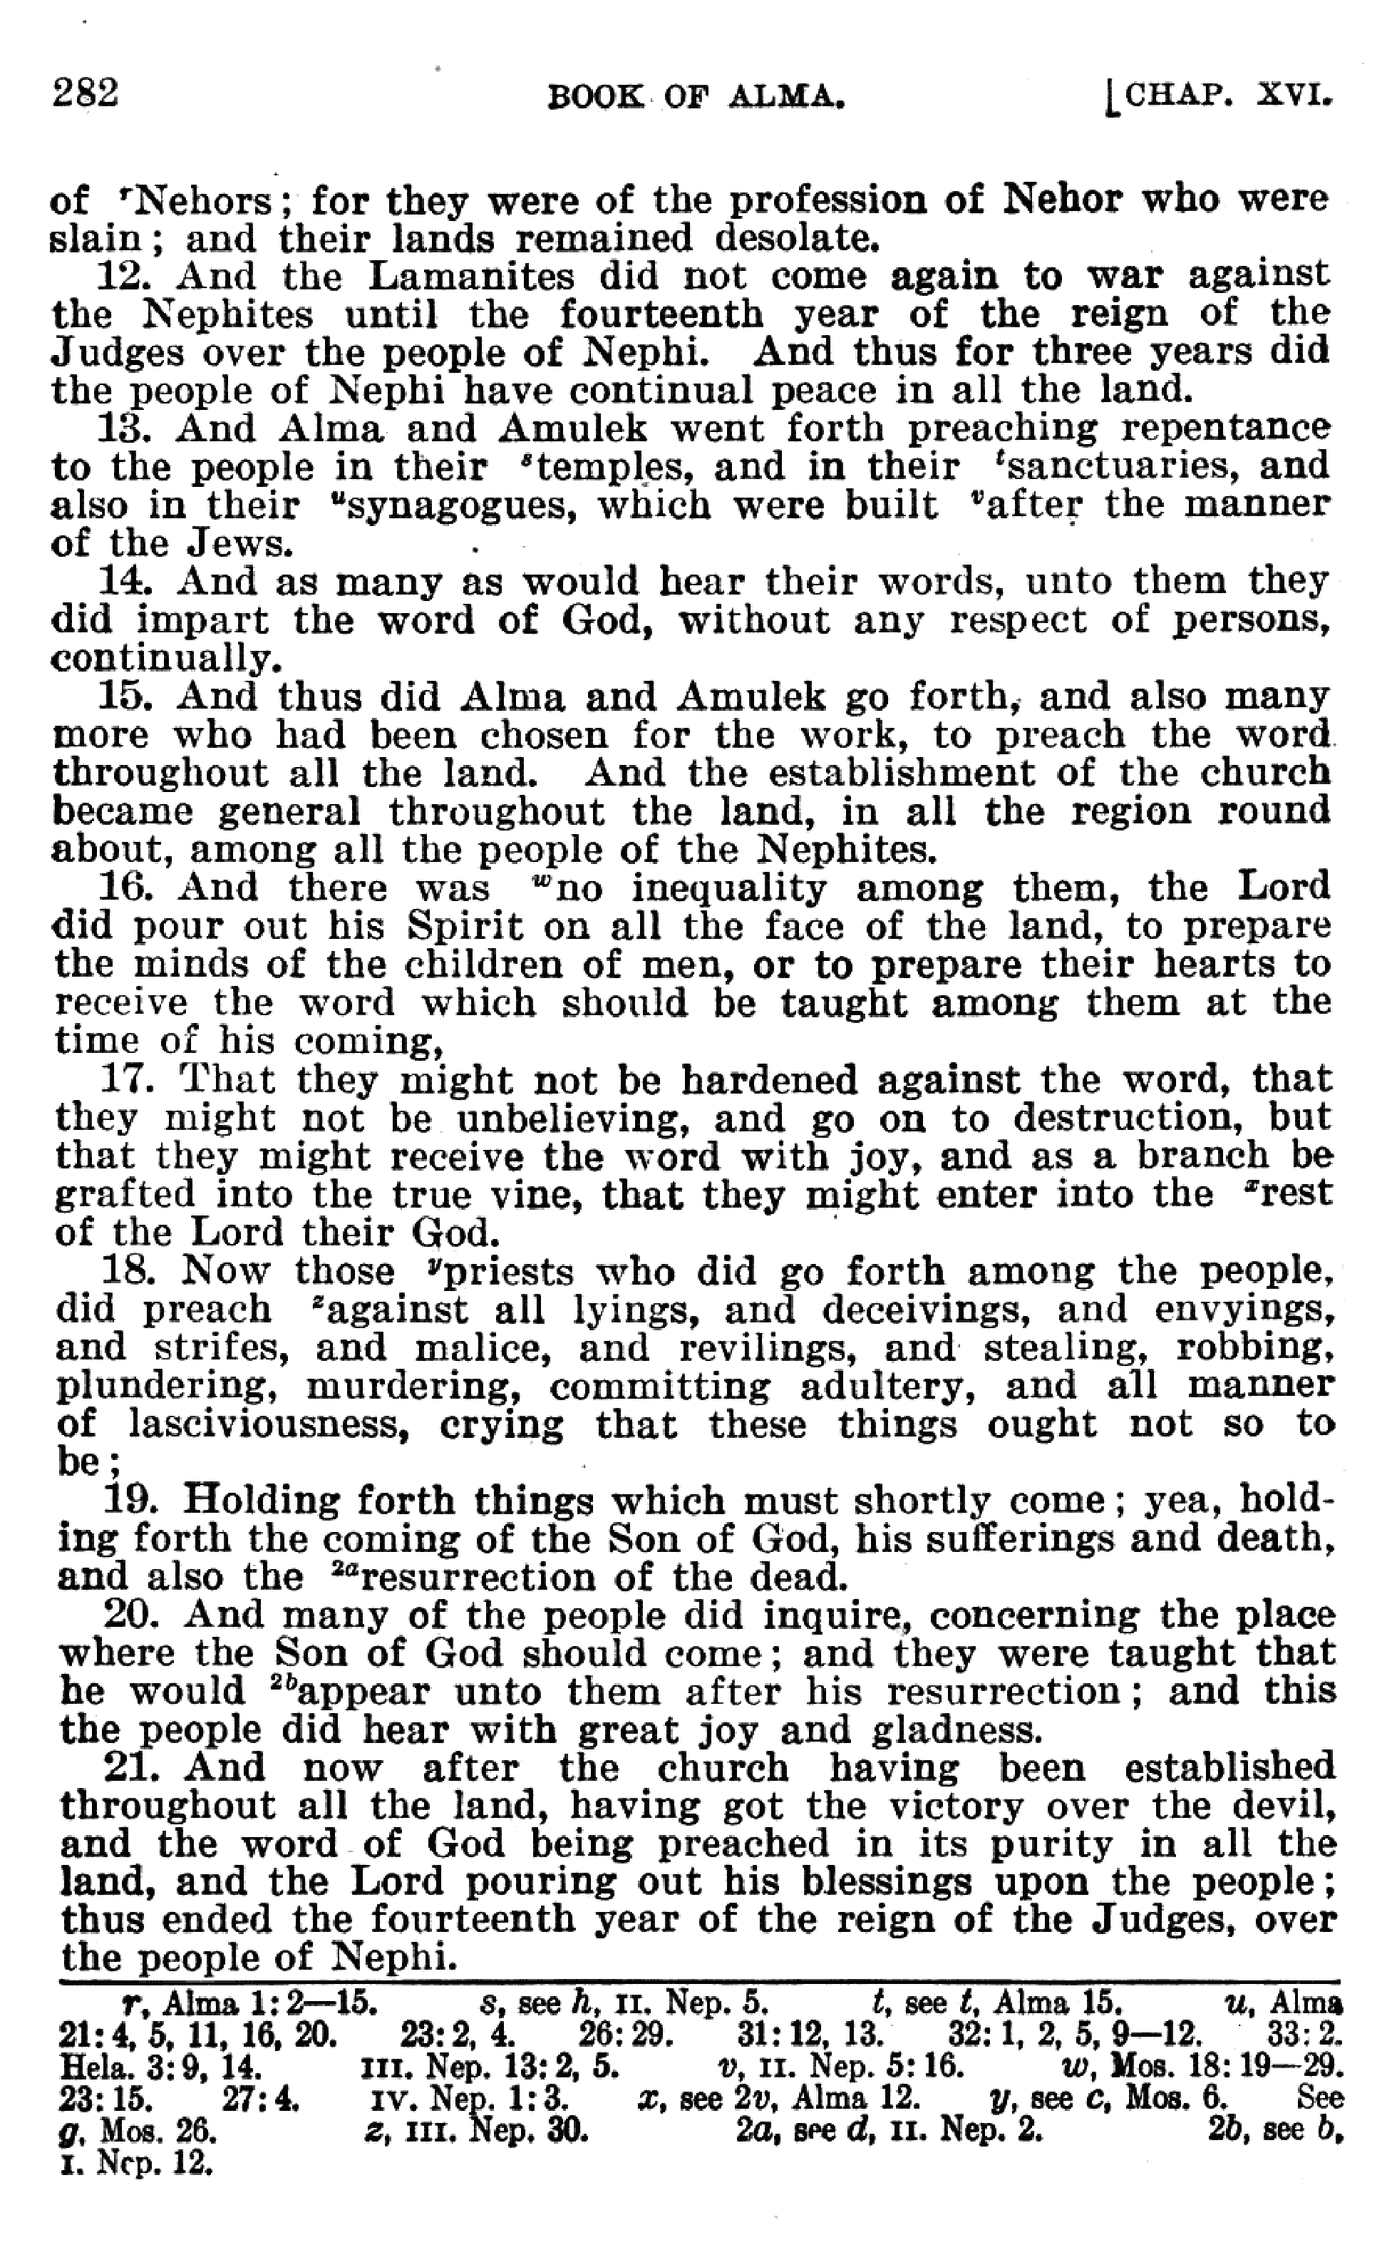 282 BOOK OF ALMA. [CHAP. XVI.
of rNehors; for they were of the profession of Nehor who were
slain; and their lands remained desolate.
12. And the Lamanites did not come again to war against
the Nephites until the fourteenth year of the reign of the
Judges over the people of Nephi. And thus for three years did
the people of Nephi have continual peace in all the land.
13. And Alma and Amulek went forth preaching repentance
to the people in their stemples, and in their tsanctuaries, and
also in their usynagogues, which were built vafter the manner
of the Jews.
14. And as many as would hear their words, unto them they
did impart the word of God, without any respect of persons,
continually.
15. And thus did Alma and Amulek go forth, and also many
more who had been chosen for the work, to preach the word
throughout all the land. And the establishment of the church
became general throughout the land, in all the region round
about, among all the people of the Nephites.
16. And there was wno inequality among them, the Lord
did pour out his Spirit on all the face of the land, to prepare
the minds of the children of men, or to prepare their hearts to
receive the word which should be taught among them at the
time of his coming,
17. That they might not be hardened against the word, that
they might not be unbelieving, and go on to destruction, but
that they might receive the word with joy, and as a branch be
grafted into the true vine, that they might enter into the xrest
of the Lord their God.
18. Now those ypriests who did go forth among the people,
did preach zagainst all lyings, and deceivings, and envyings,
and strifes, and malice, and revilings, and stealing, robbing,
plundering, murdering, committing adultery, and all manner
of lasciviousness, crying that these things ought not so to
be;
19. Holding forth things which must shortly come; yea, hold-
ing forth the coming of the Son of God, his sufferings and death,
and also the 2aresurrection of the dead.
20. And many of the people did inquire, concerning the place
where the Son of God should come; and they were taught that
he would 2bappear unto them after his resurrection; and this
the people did hear with great joy and gladness.
21. And now after the church having been established
throughout all the land, having got the victory over the devil,
and the word of God being preached in its purity in all the
land, and the Lord pouring out his blessings upon the people;
thus ended the fourteenth year of the reign of the Judges, over
the people of Nephi.
r, Alma 1:2—15. s, see h, II. Nep. 5. t, see t, Alma 15. u, Alma
21:4, 5, 11, 16, 20. 23:2, 4. 26:29. 31:12, 13. 32:1, 2, 5, 9—12. 33:2.
Hela. 3:9, 14. III. Nep. 13:2, 5. v, II. Nep. 5:16. w, Mos. 18:19—29.
23:15. 27:4. IV. Nep. 1:3. x, see 2v, Alma 12. y, see c, Mos. 6. See
g, Mos. 26. z, III. Nep. 30. 2a, see d, II. Nep. 2. 2b, see b,
I. Nep. 12.